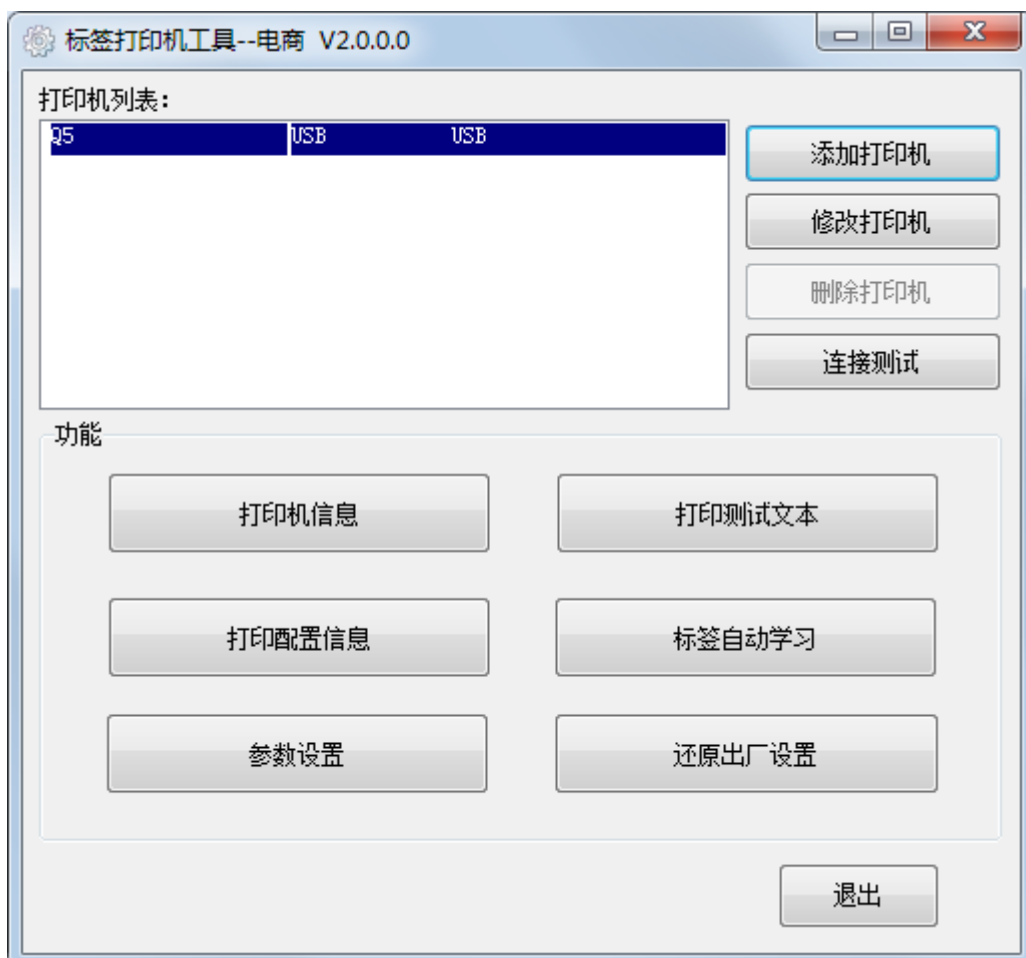 标签打印机工具--电商 V2.0.0.0
打印机列表:
Q5 USB USB
添加打印机
修改打印机
删除打印机
连接测试
功能
打印机信息 打印测试文本
打印配置信息 标签自动学习
参数设置 还原出厂设置
退出